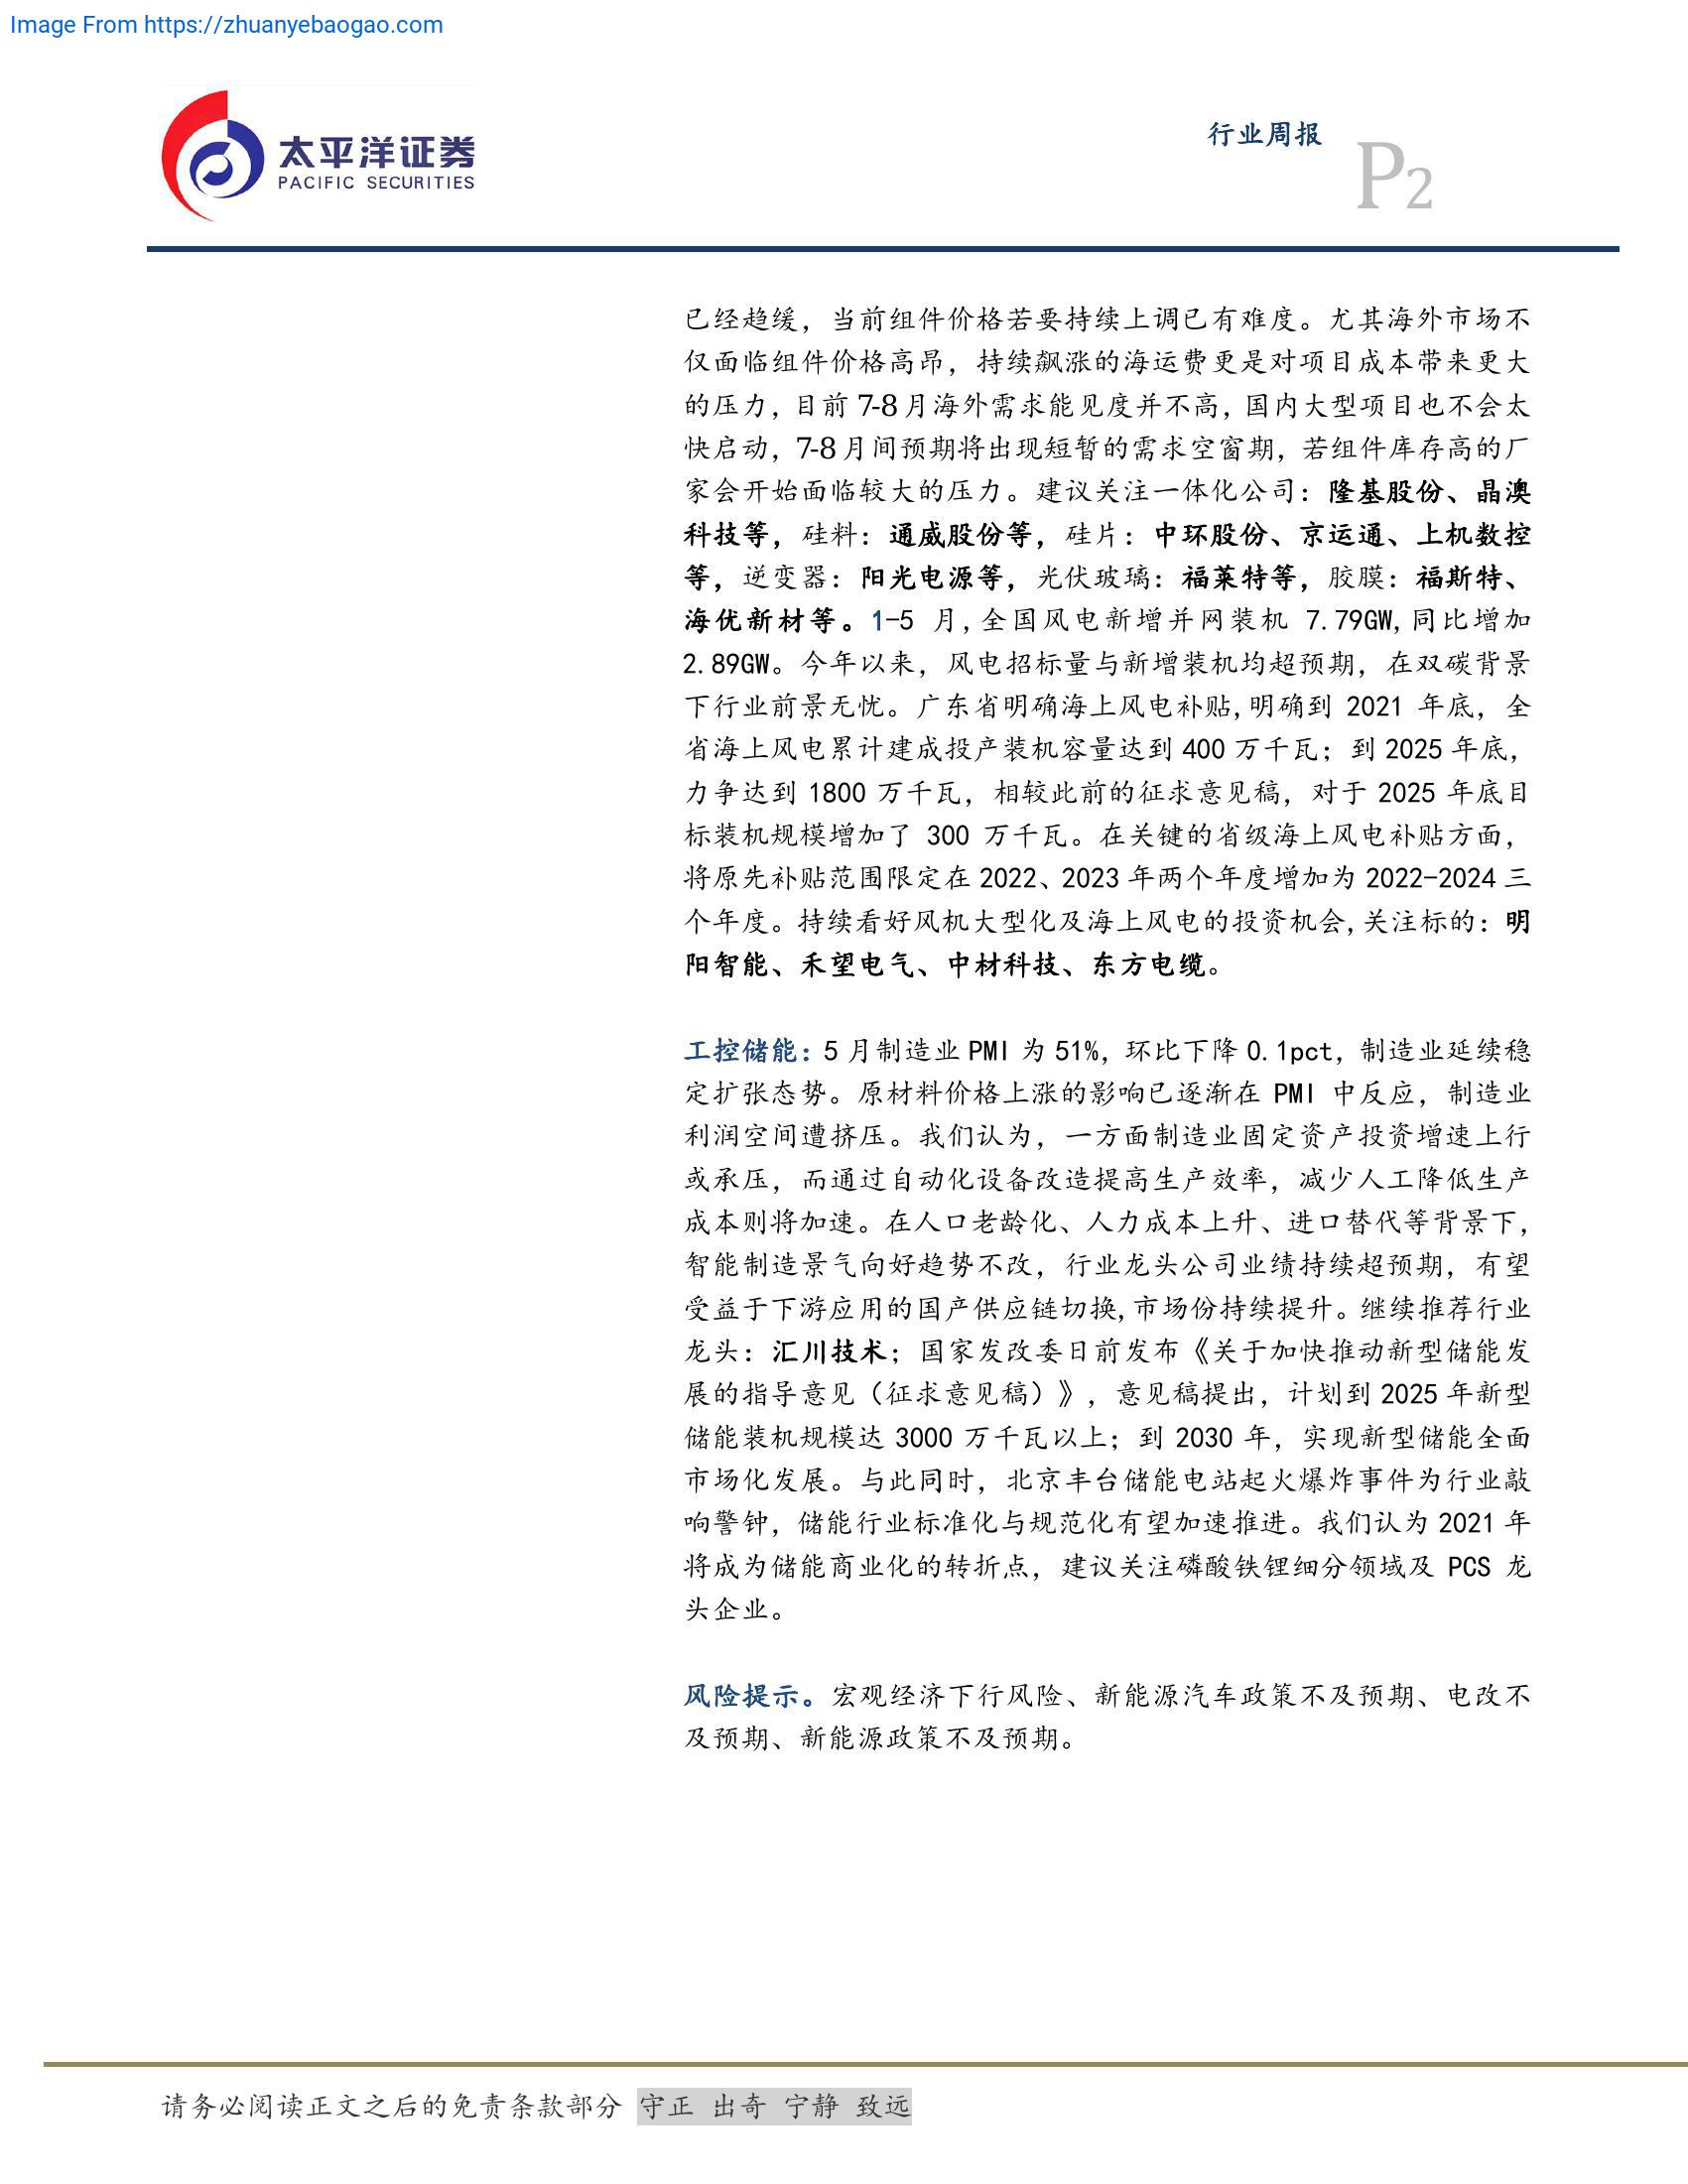 Image From https://zhuanyebaogao.com
太平洋证券
PACIFIC SECURITIES
行业周报
P2
已经趋缓，当前组件价格若要持续上调已有难度。尤其海外市场不
仅面临组件价格高昂，持续飙涨的海运费更是对项目成本带来更大
的压力，目前 7-8 月海外需求能见度并不高，国内大型项目也不会太
快启动，7-8 月间预期将出现短暂的需求空窗期，若组件库存高的厂
家会开始面临较大的压力。建议关注一体化公司：隆基股份、晶澳
科技等，硅料：通威股份等，硅片：中环股份、京运通、上机数控
等，逆变器：阳光电源等，光伏玻璃：福莱特等，胶膜：福斯特、
海优新材等。1-5 月,全国风电新增并网装机 7.79GW,同比增加
2.89GW。今年以来，风电招标量与新增装机均超预期，在双碳背景
下行业前景无忧。广东省明确海上风电补贴,明确到 2021 年底，全
省海上风电累计建成投产装机容量达到 400 万千瓦；到 2025 年底，
力争达到 1800 万千瓦，相较此前的征求意见稿，对于 2025 年底目
标装机规模增加了 300 万千瓦。在关键的省级海上风电补贴方面，
将原先补贴范围限定在 2022、2023 年两个年度增加为 2022-2024 三
个年度。持续看好风机大型化及海上风电的投资机会,关注标的：明
阳智能、禾望电气、中材科技、东方电缆。
工控储能：5 月制造业 PMI 为 51%，环比下降 0.1pct，制造业延续稳
定扩张态势。原材料价格上涨的影响已逐渐在 PMI 中反应，制造业
利润空间遭挤压。我们认为，一方面制造业固定资产投资增速上行
或承压，而通过自动化设备改造提高生产效率，减少人工降低生产
成本则将加速。在人口老龄化、人力成本上升、进口替代等背景下，
智能制造景气向好趋势不改，行业龙头公司业绩持续超预期，有望
受益于下游应用的国产供应链切换,市场份持续提升。继续推荐行业
龙头：汇川技术；国家发改委日前发布《关于加快推动新型储能发
展的指导意见（征求意见稿）》，意见稿提出，计划到 2025 年新型
储能装机规模达 3000 万千瓦以上；到 2030 年，实现新型储能全面
市场化发展。与此同时，北京丰台储能电站起火爆炸事件为行业敲
响警钟，储能行业标准化与规范化有望加速推进。我们认为 2021 年
将成为储能商业化的转折点，建议关注磷酸铁锂细分领域及 PCS 龙
头企业。
风险提示。宏观经济下行风险、新能源汽车政策不及预期、电改不
及预期、新能源政策不及预期。
请务必阅读正文之后的免责条款部分 守正 出奇 宁静 致远